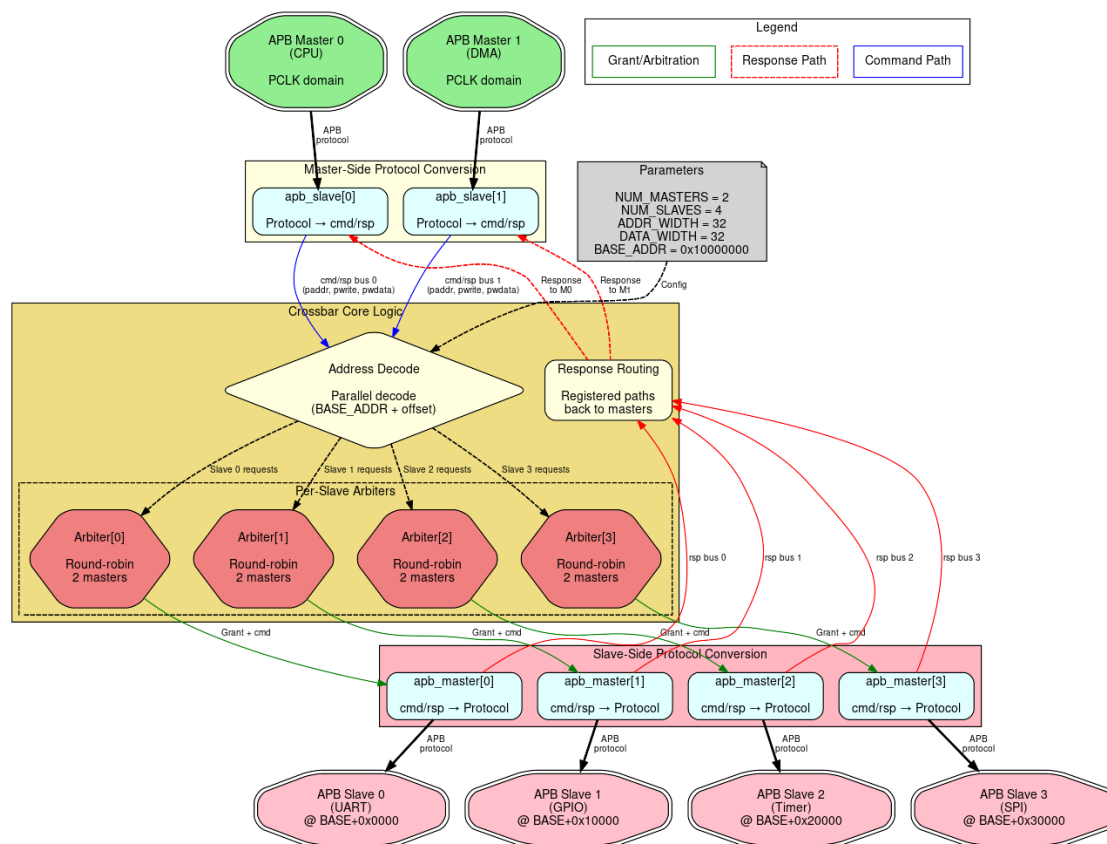 APB Master 0
(CPU)
PCLK domain
APB Master 1
(DMA)
PCLK domain
Legend
Grant/Arbitration
Response Path
Command Path
APB
protocol
APB
protocol
Master-Side Protocol Conversion
apb_slave[0]
Protocol → cmd/rsp
apb_slave[1]
Protocol → cmd/rsp
Parameters
NUM_MASTERS = 2
NUM_SLAVES = 4
ADDR_WIDTH = 32
DATA_WIDTH = 32
BASE_ADDR = 0x10000000
cmd/rsp bus 0
(paddr, pwrite, pwdata)
cmd/rsp bus 1
(paddr, pwrite, pwdata)
Response
to M0
Response
to M1
Config
Crossbar Core Logic
Address Decode
Parallel decode
(BASE_ADDR + offset)
Response Routing
Registered paths
back to masters
Slave 0 requests
Slave 1 requests
Slave 2 requests
Slave 3 requests
Per-Slave Arbiters
Arbiter[0]
Round-robin
2 masters
Arbiter[1]
Round-robin
2 masters
Arbiter[2]
Round-robin
2 masters
Arbiter[3]
Round-robin
2 masters
rsp bus 0
rsp bus 1
rsp bus 2
rsp bus 3
Grant + cmd
Grant + cmd
Grant + cmd
Grant + cmd
Slave-Side Protocol Conversion
apb_master[0]
cmd/rsp → Protocol
apb_master[1]
cmd/rsp → Protocol
apb_master[2]
cmd/rsp → Protocol
apb_master[3]
cmd/rsp → Protocol
APB
protocol
APB
protocol
APB
protocol
APB
protocol
APB Slave 0
(UART)
@ BASE+0x0000
APB Slave 1
(GPIO)
@ BASE+0x10000
APB Slave 2
(Timer)
@ BASE+0x20000
APB Slave 3
(SPI)
@ BASE+0x30000